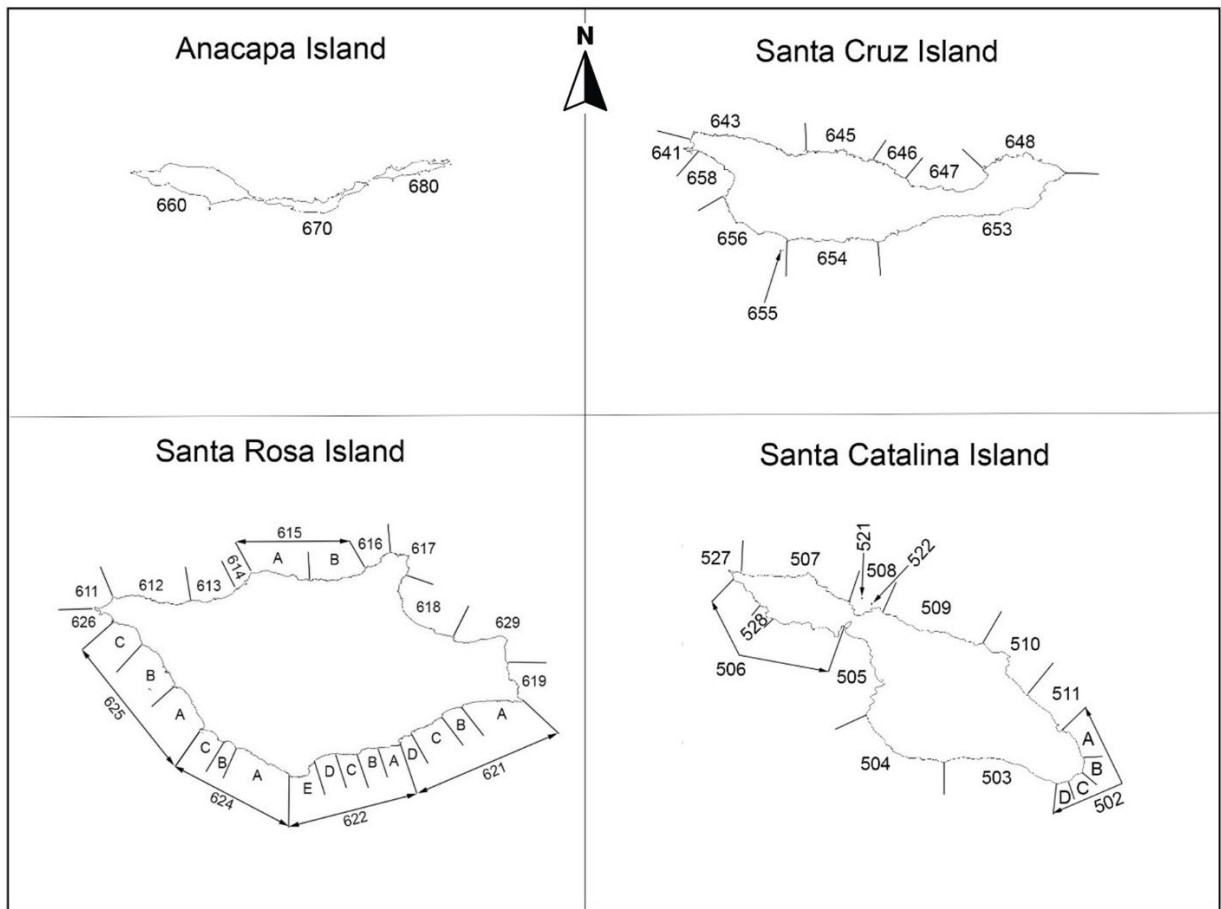 Anacapa Island
N
Santa Cruz Island
660
670
680
641
643
645
646
647
648
658
656
655
654
653
Santa Rosa Island
615
A
B
611
612
613
614
616
617
626
618
629
619
C
B
A
625
C
B
A
624
E
D
C
B
A
622
D
C
B
A
621
Santa Catalina Island
527
507
521
508
522
509
528
510
506
505
511
504
503
A
B
C
D
502